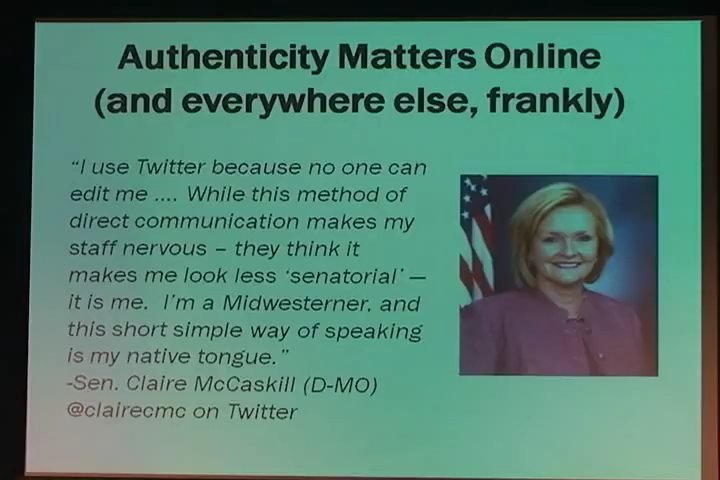 Authenticity Matters Online
(and everywhere else, frankly)
“I use Twitter because no one can
edit me .... While this method of
direct communication makes my
staff nervous – they think it
makes me look less ‘senatorial’ —
it is me. I’m a Midwesterner, and
this short simple way of speaking
is my native tongue.”
-Sen. Claire McCaskill (D-MO)
@clairecmc on Twitter